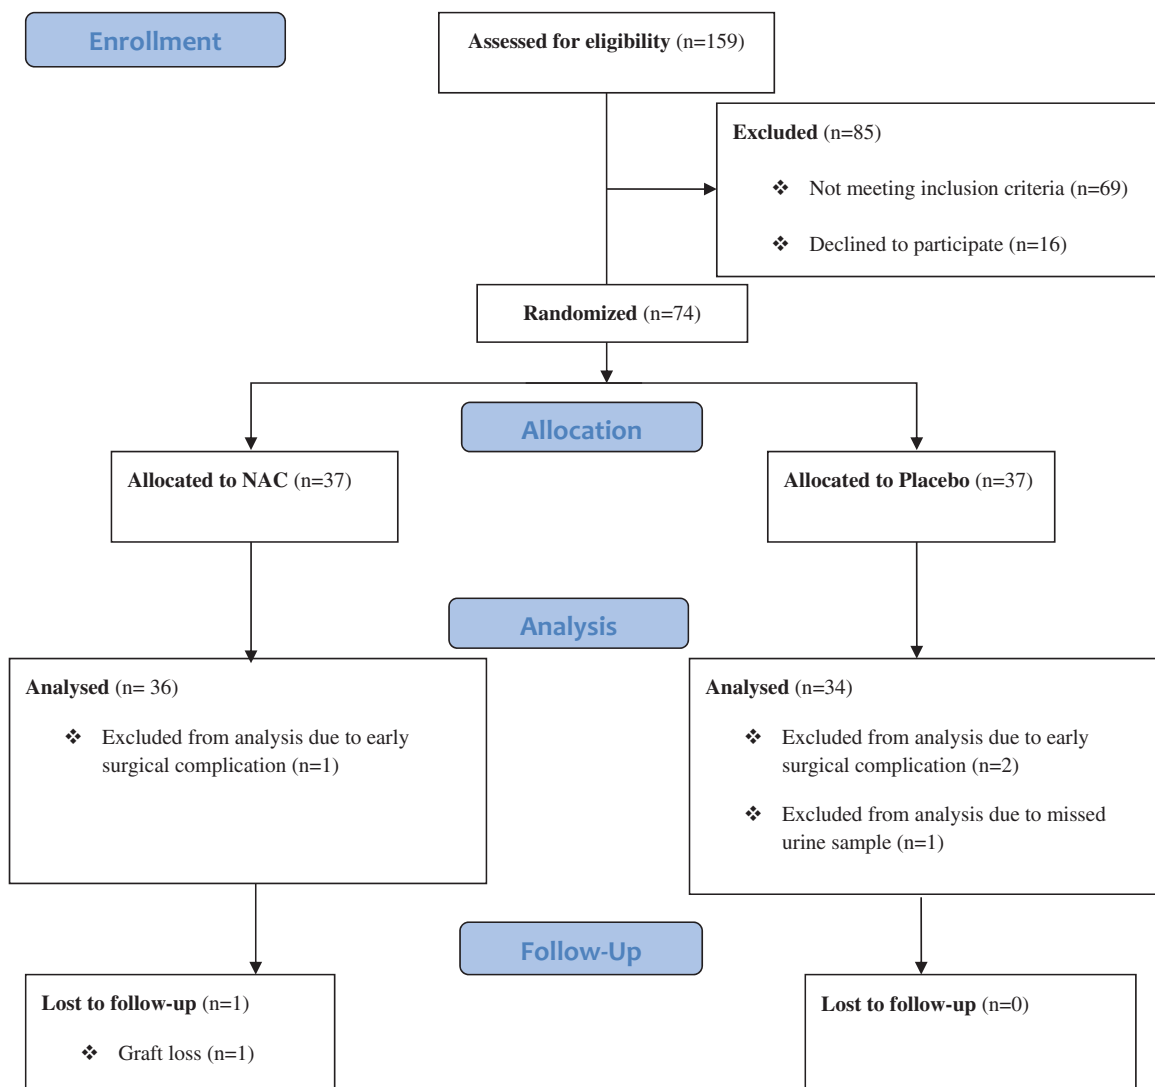 Enrollment
Assessed for eligibility (n=159)
Excluded (n=85)
❖ Not meeting inclusion criteria (n=69)
❖ Declined to participate (n=16)
Randomized (n=74)
Allocation
Allocated to NAC (n=37)
Allocated to Placebo (n=37)
Analysis
Analysed (n= 36)
❖ Excluded from analysis due to early
surgical complication (n=1)
Analysed (n=34)
❖ Excluded from analysis due to early
surgical complication (n=2)
❖ Excluded from analysis due to missed
urine sample (n=1)
Follow-Up
Lost to follow-up (n=1)
❖ Graft loss (n=1)
Lost to follow-up (n=0)